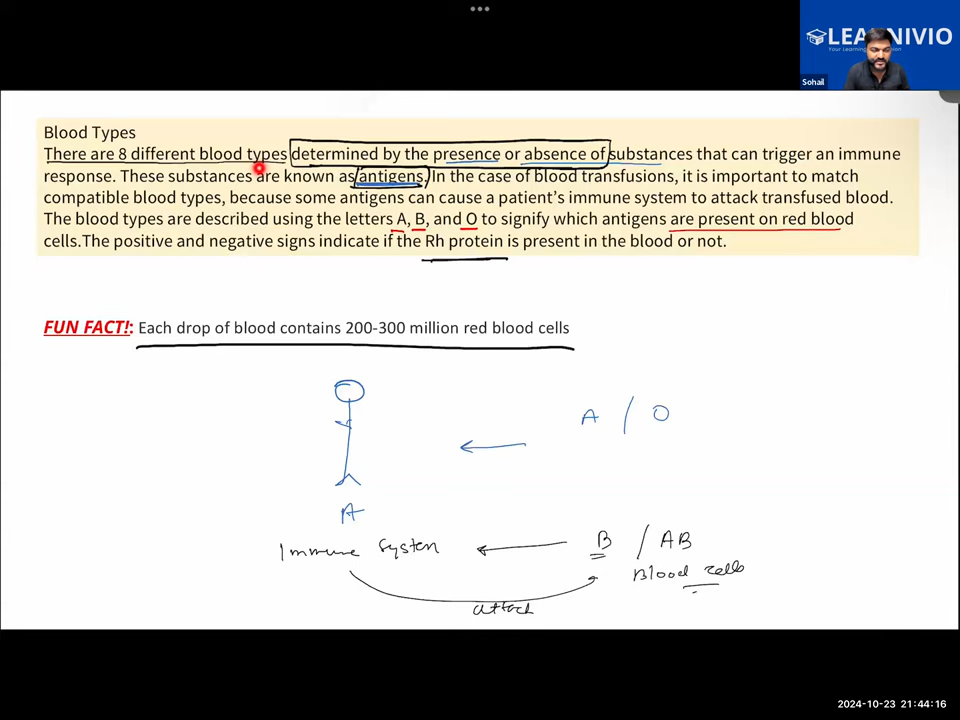 LEARNIVIO
Sohail
Blood Types
There are 8 different blood types determined by the presence or absence of substances that can trigger an immune
response. These substances are known as antigens. In the case of blood transfusions, it is important to match
compatible blood types, because some antigens can cause a patient's immune system to attack transfused blood.
The blood types are described using the letters A, B, and O to signify which antigens are present on red blood
cells.The positive and negative signs indicate if the Rh protein is present in the blood or not.
FUN FACT!: Each drop of blood contains 200-300 million red blood cells
A / O
A
Immune System
B / AB
Blood cells
attack
2024-10-23 21:44:16